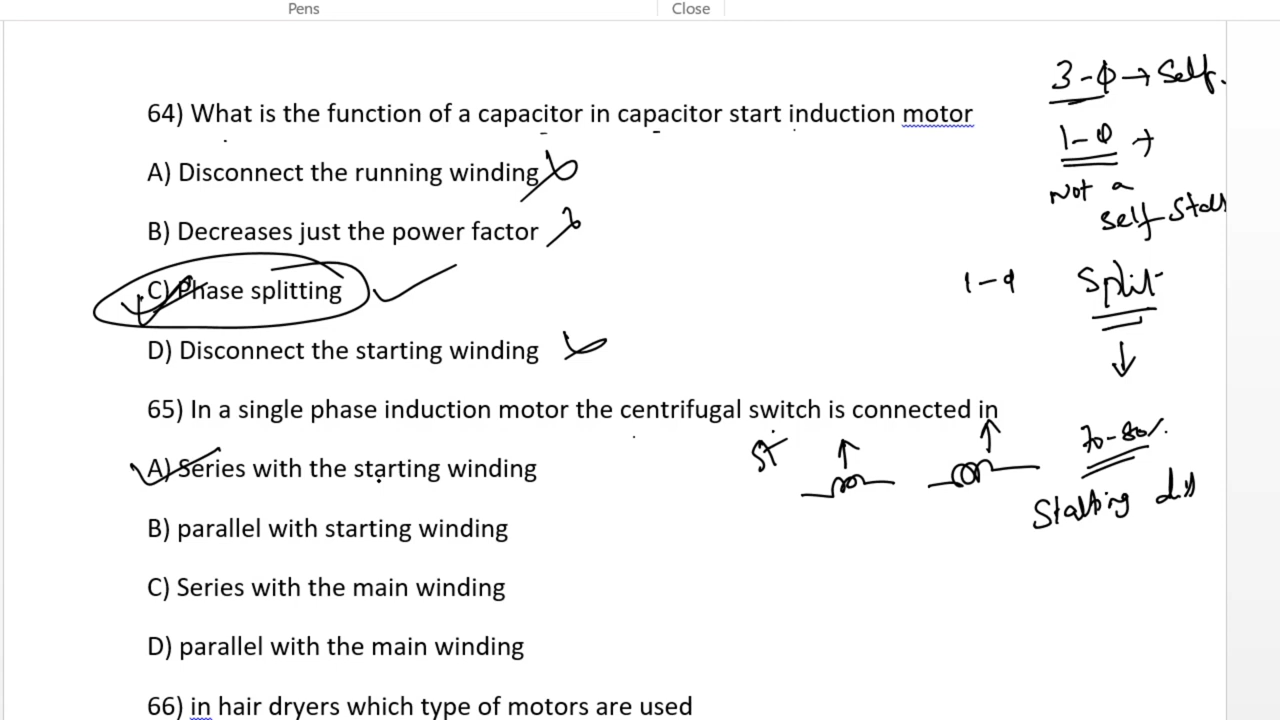 Pens Close
64) What is the function of a capacitor in capacitor start induction motor
A) Disconnect the running winding
B) Decreases just the power factor
C) Phase splitting
D) Disconnect the starting winding
65) In a single phase induction motor the centrifugal switch is connected in
A) Series with the starting winding
B) parallel with starting winding
C) Series with the main winding
D) parallel with the main winding
66) in hair dryers which type of motors are used
3-Φ → Self.
1-Φ →
Not a
self-
1-φ Split
↓
70-80%
St
Starting